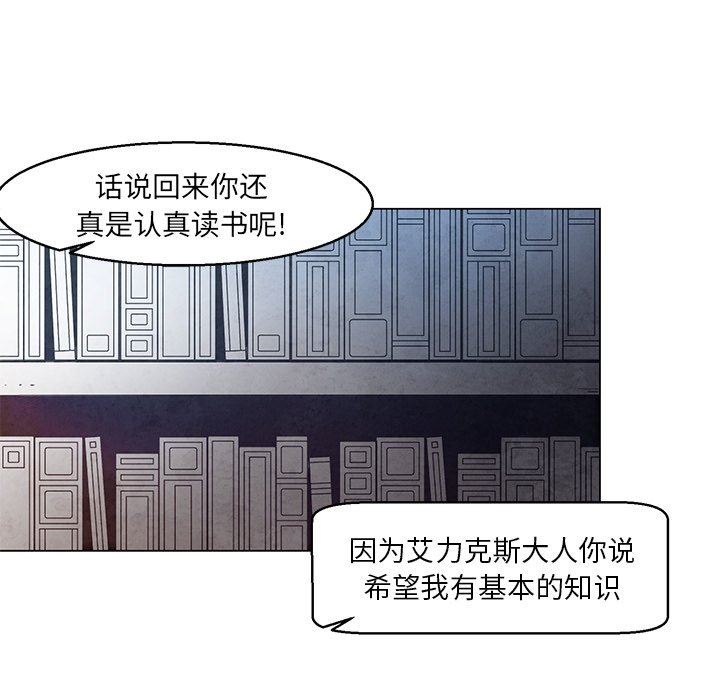 话说回来你还
真是认真读书呢!
因为艾力克斯大人你说
希望我有基本的知识